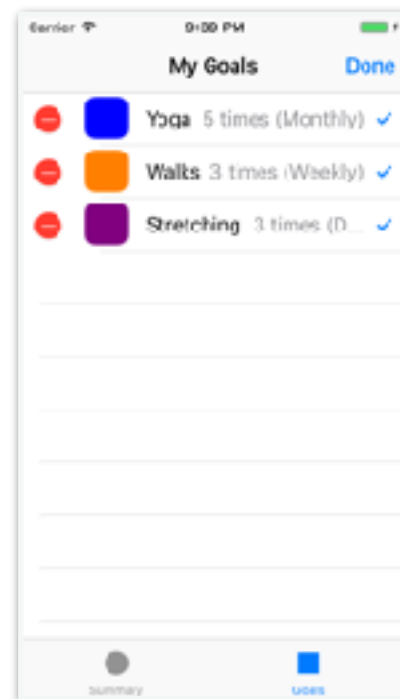 Carrier 9:09 PM
My Goals Done
Yoga 5 times (Monthly)
Walks 3 times (Weekly)
Stretching 3 times (D...
Summary Goals